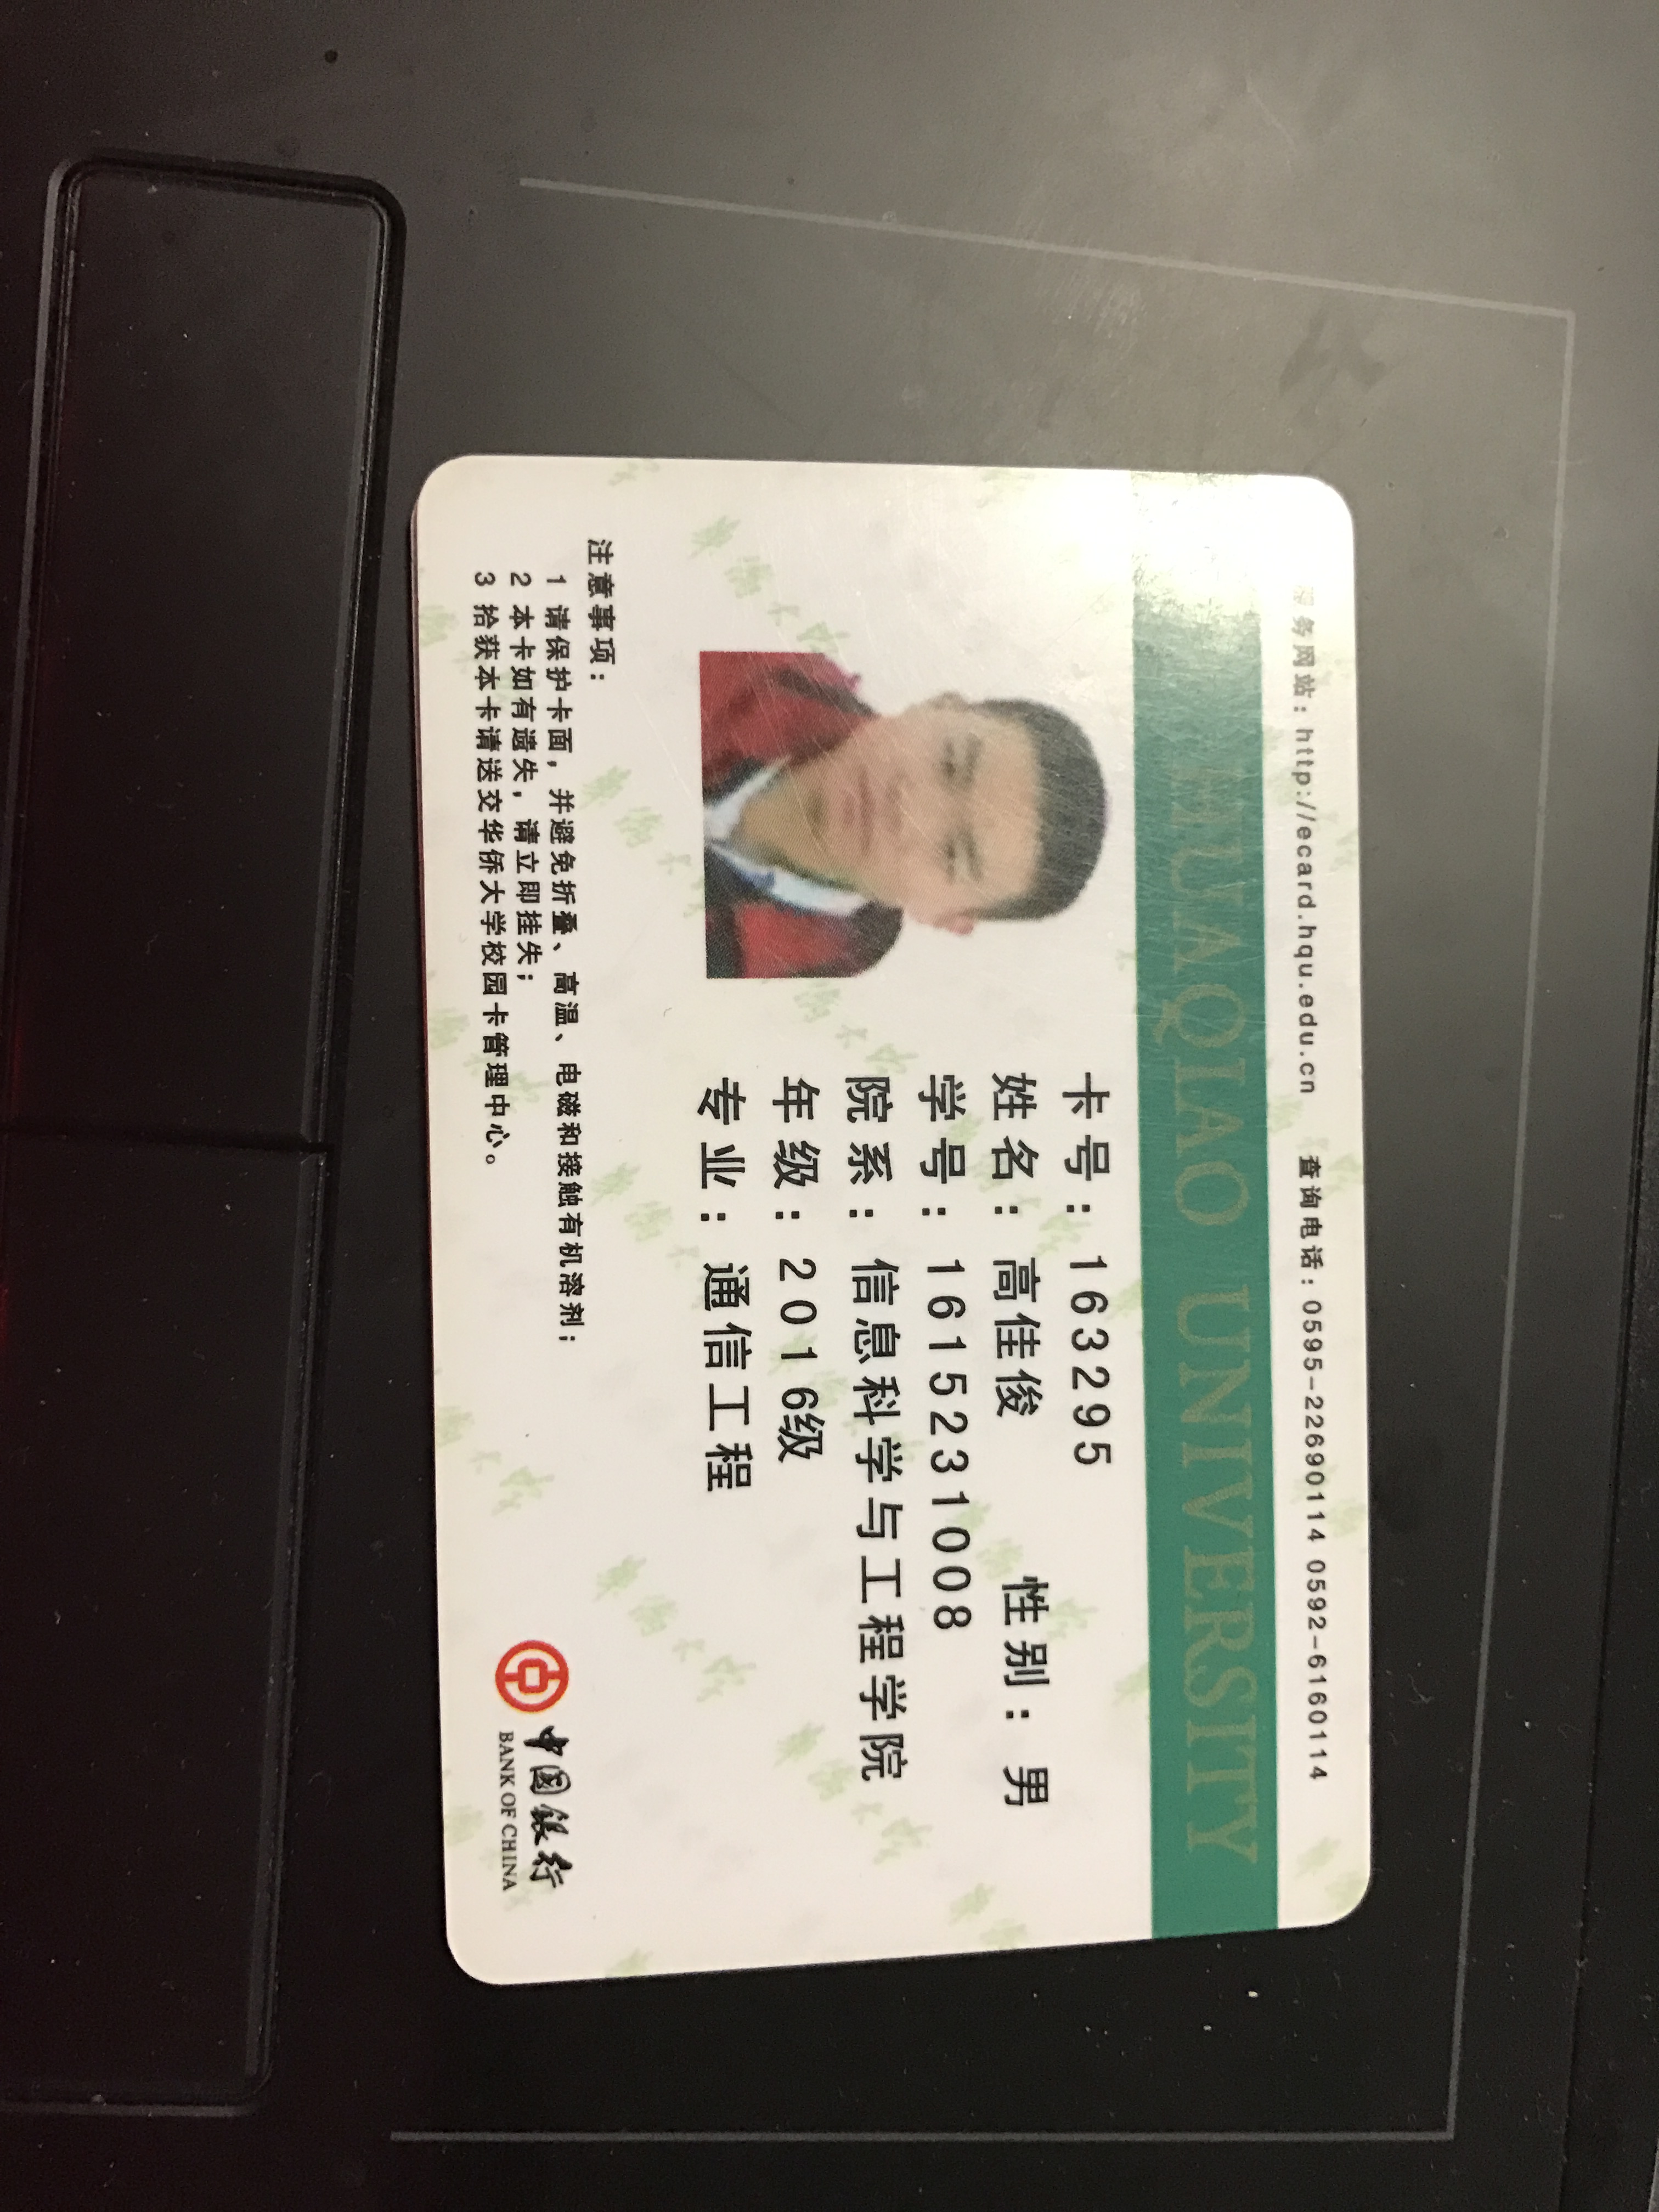 服务网站：http://ecard.hqu.edu.cn 查询电话：0595-22690114 0592-6160114
HUAQIAO UNIVERSITY
卡号：163295
姓名：高佳俊 性别：男
学号：1615231008
院系：信息科学与工程学院
年级：2016级
专业：通信工程
注意事项：
1 请保护卡面，并避免折叠、高温、电磁和接触有机溶剂；
2 本卡如有遗失，请立即挂失；
3 拾获本卡请送交华侨大学校园卡管理中心。
中国银行
BANK OF CHINA